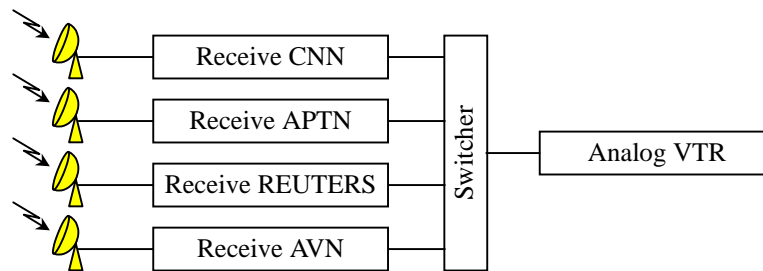 Receive CNN
Receive APTN
Receive REUTERS
Receive AVN
Switcher
Analog VTR